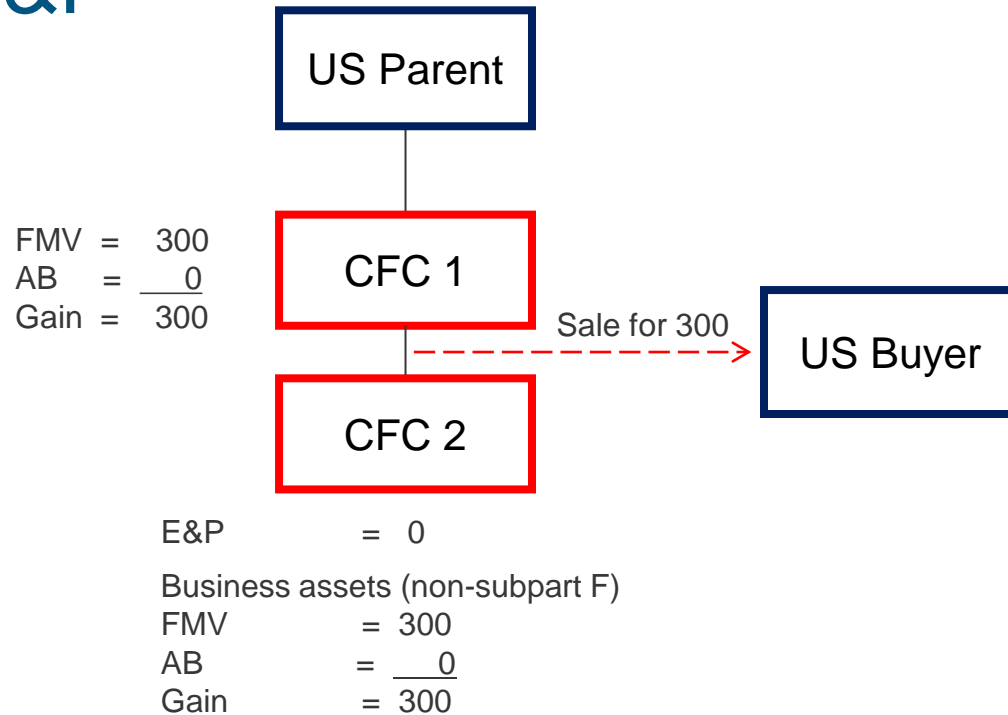 US Parent
FMV = 300
AB = 0
Gain = 300
CFC 1
Sale for 300
US Buyer
CFC 2
E&P = 0
Business assets (non-subpart F)
FMV = 300
AB = 0
Gain = 300